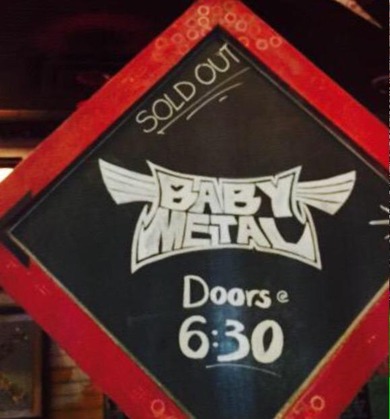 SOLD OUT
BABY
METAL
Doors @
6:30